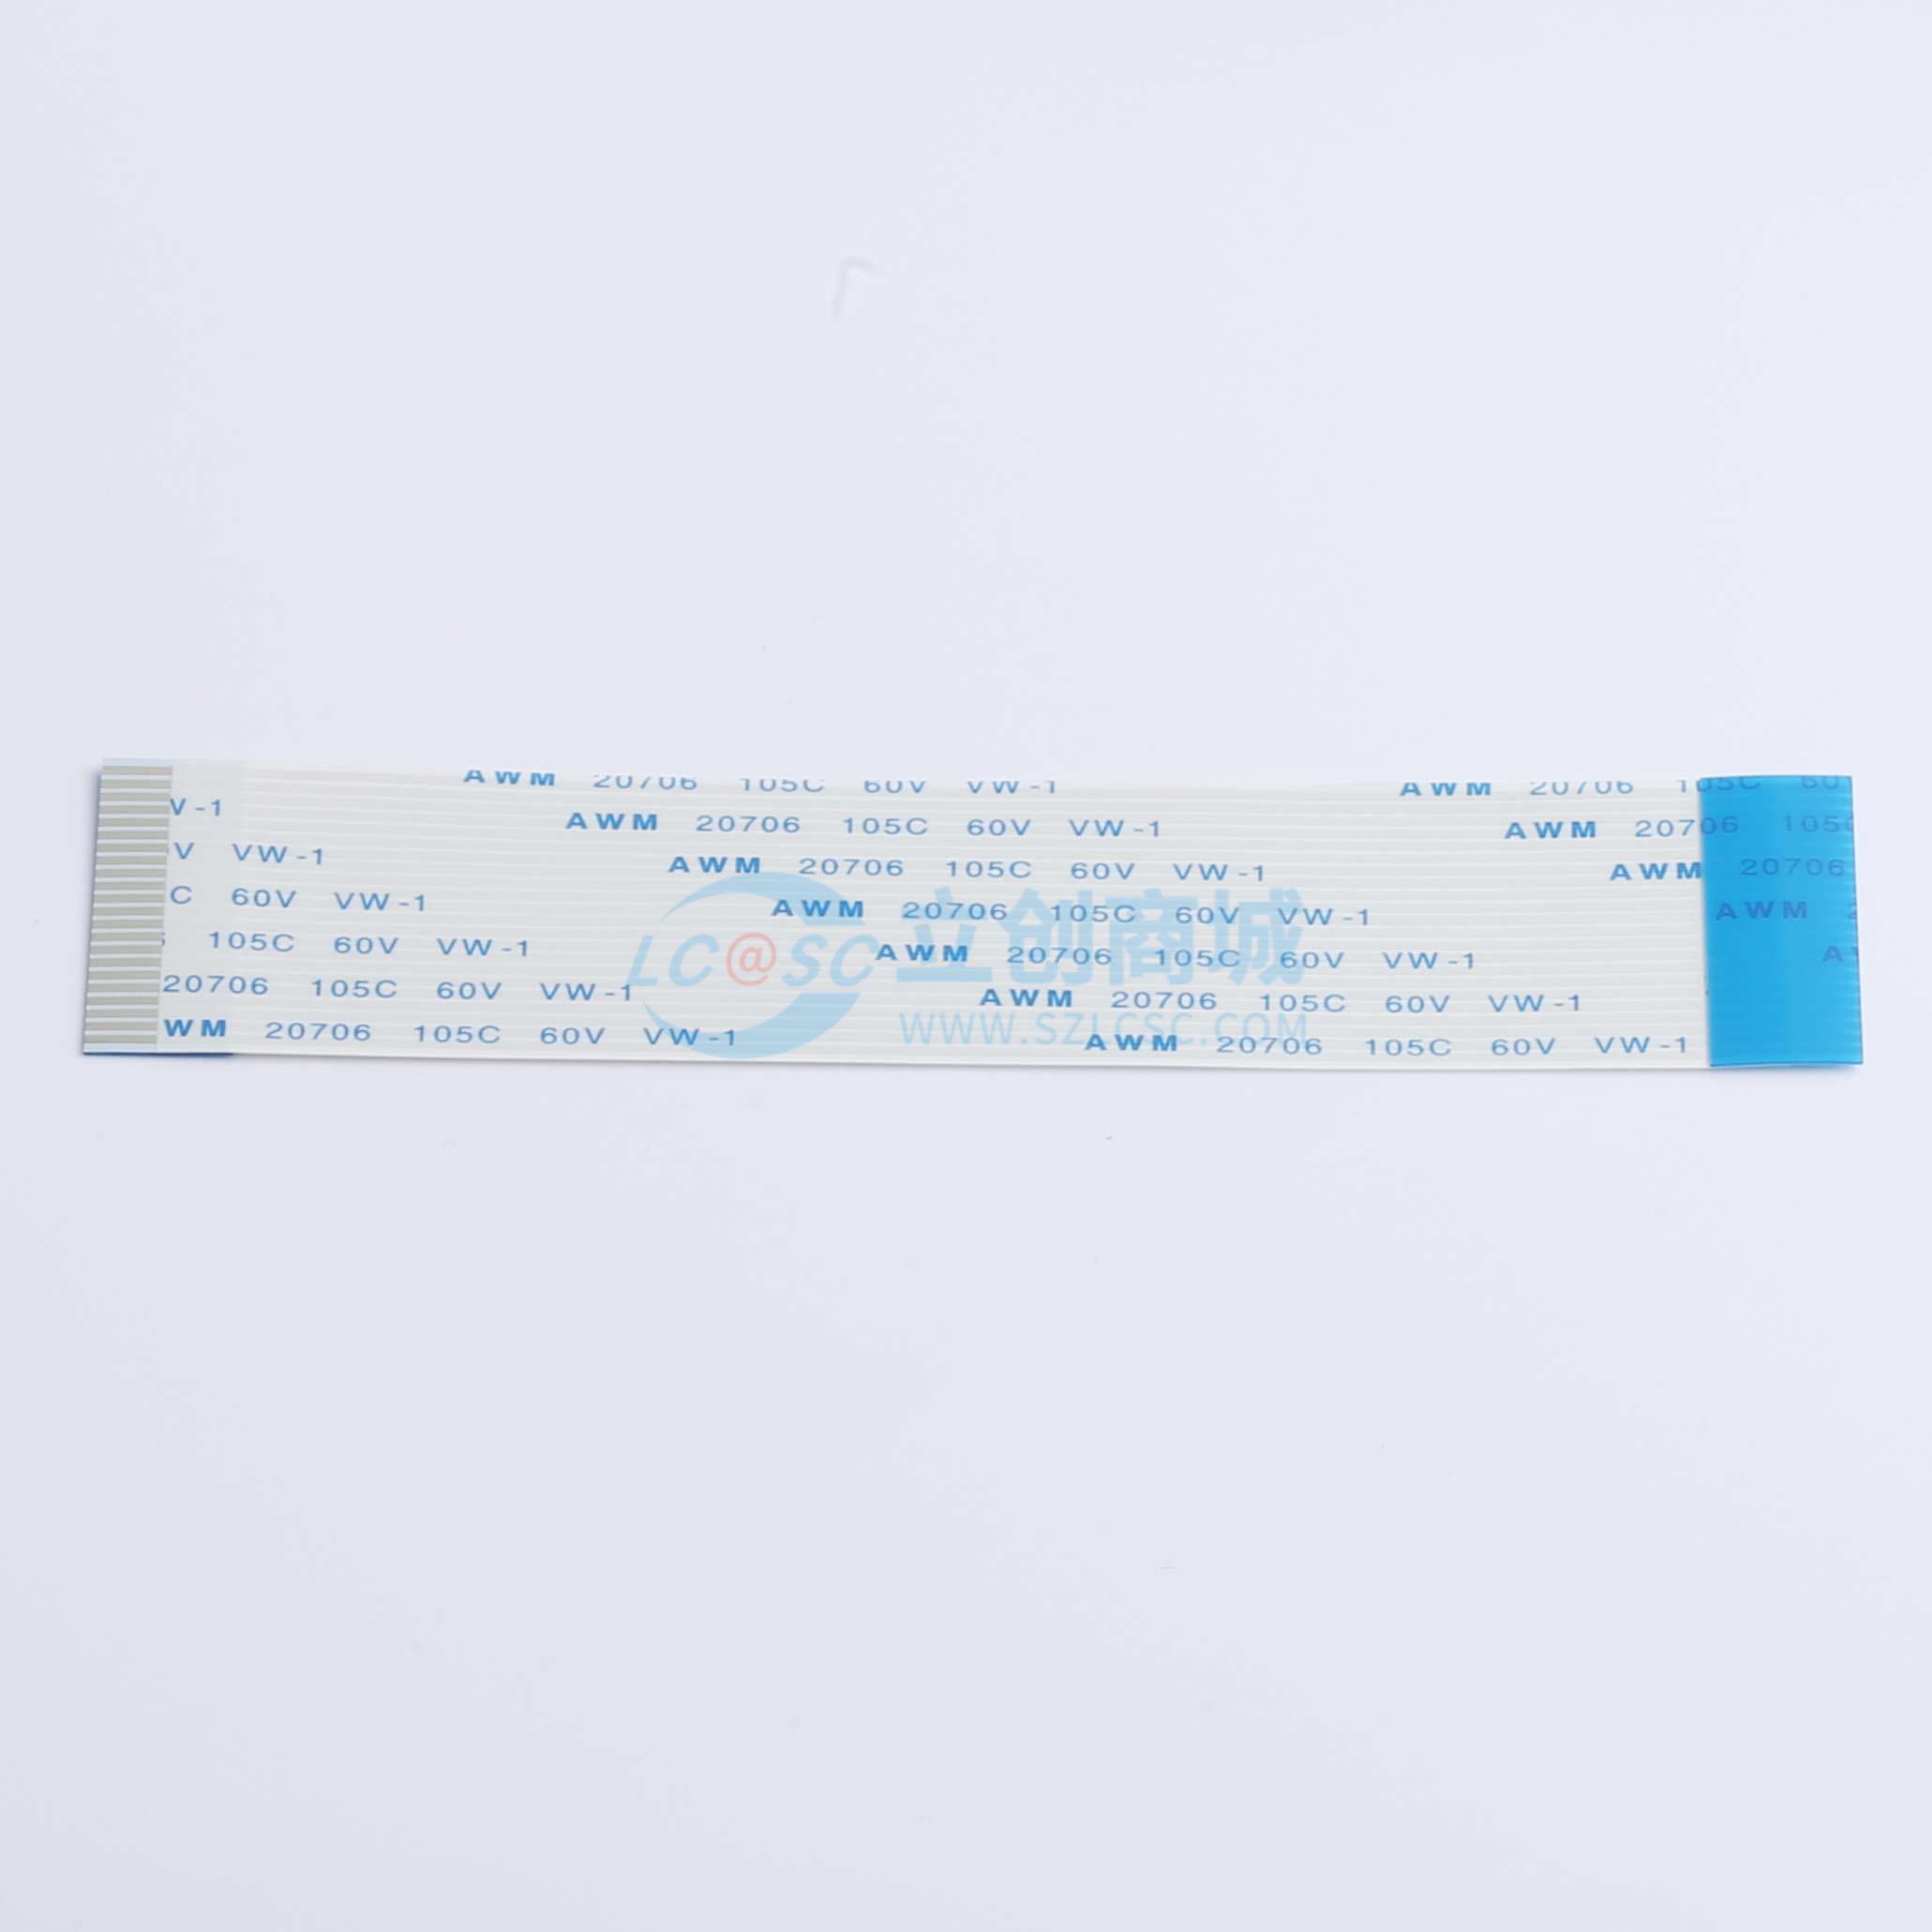 AWM 20706 105C 60V VW-1 AWM 20706 105C 60
V-1 AWM 20706 105C 60V VW-1 AWM 20706 105C
V VW-1 AWM 20706 105C 60V VW-1 AWM 20706
C 60V VW-1 AWM 20706 105C 60V VW-1 AWM
105C 60V VW-1 AWM 20706 105C 60V VW-1 A
20706 105C 60V VW-1 AWM 20706 105C 60V VW-1
WM 20706 105C 60V VW-1 AWM 20706 105C 60V VW-1
LC@SC 立创商城
WWW.SZLCSC.COM